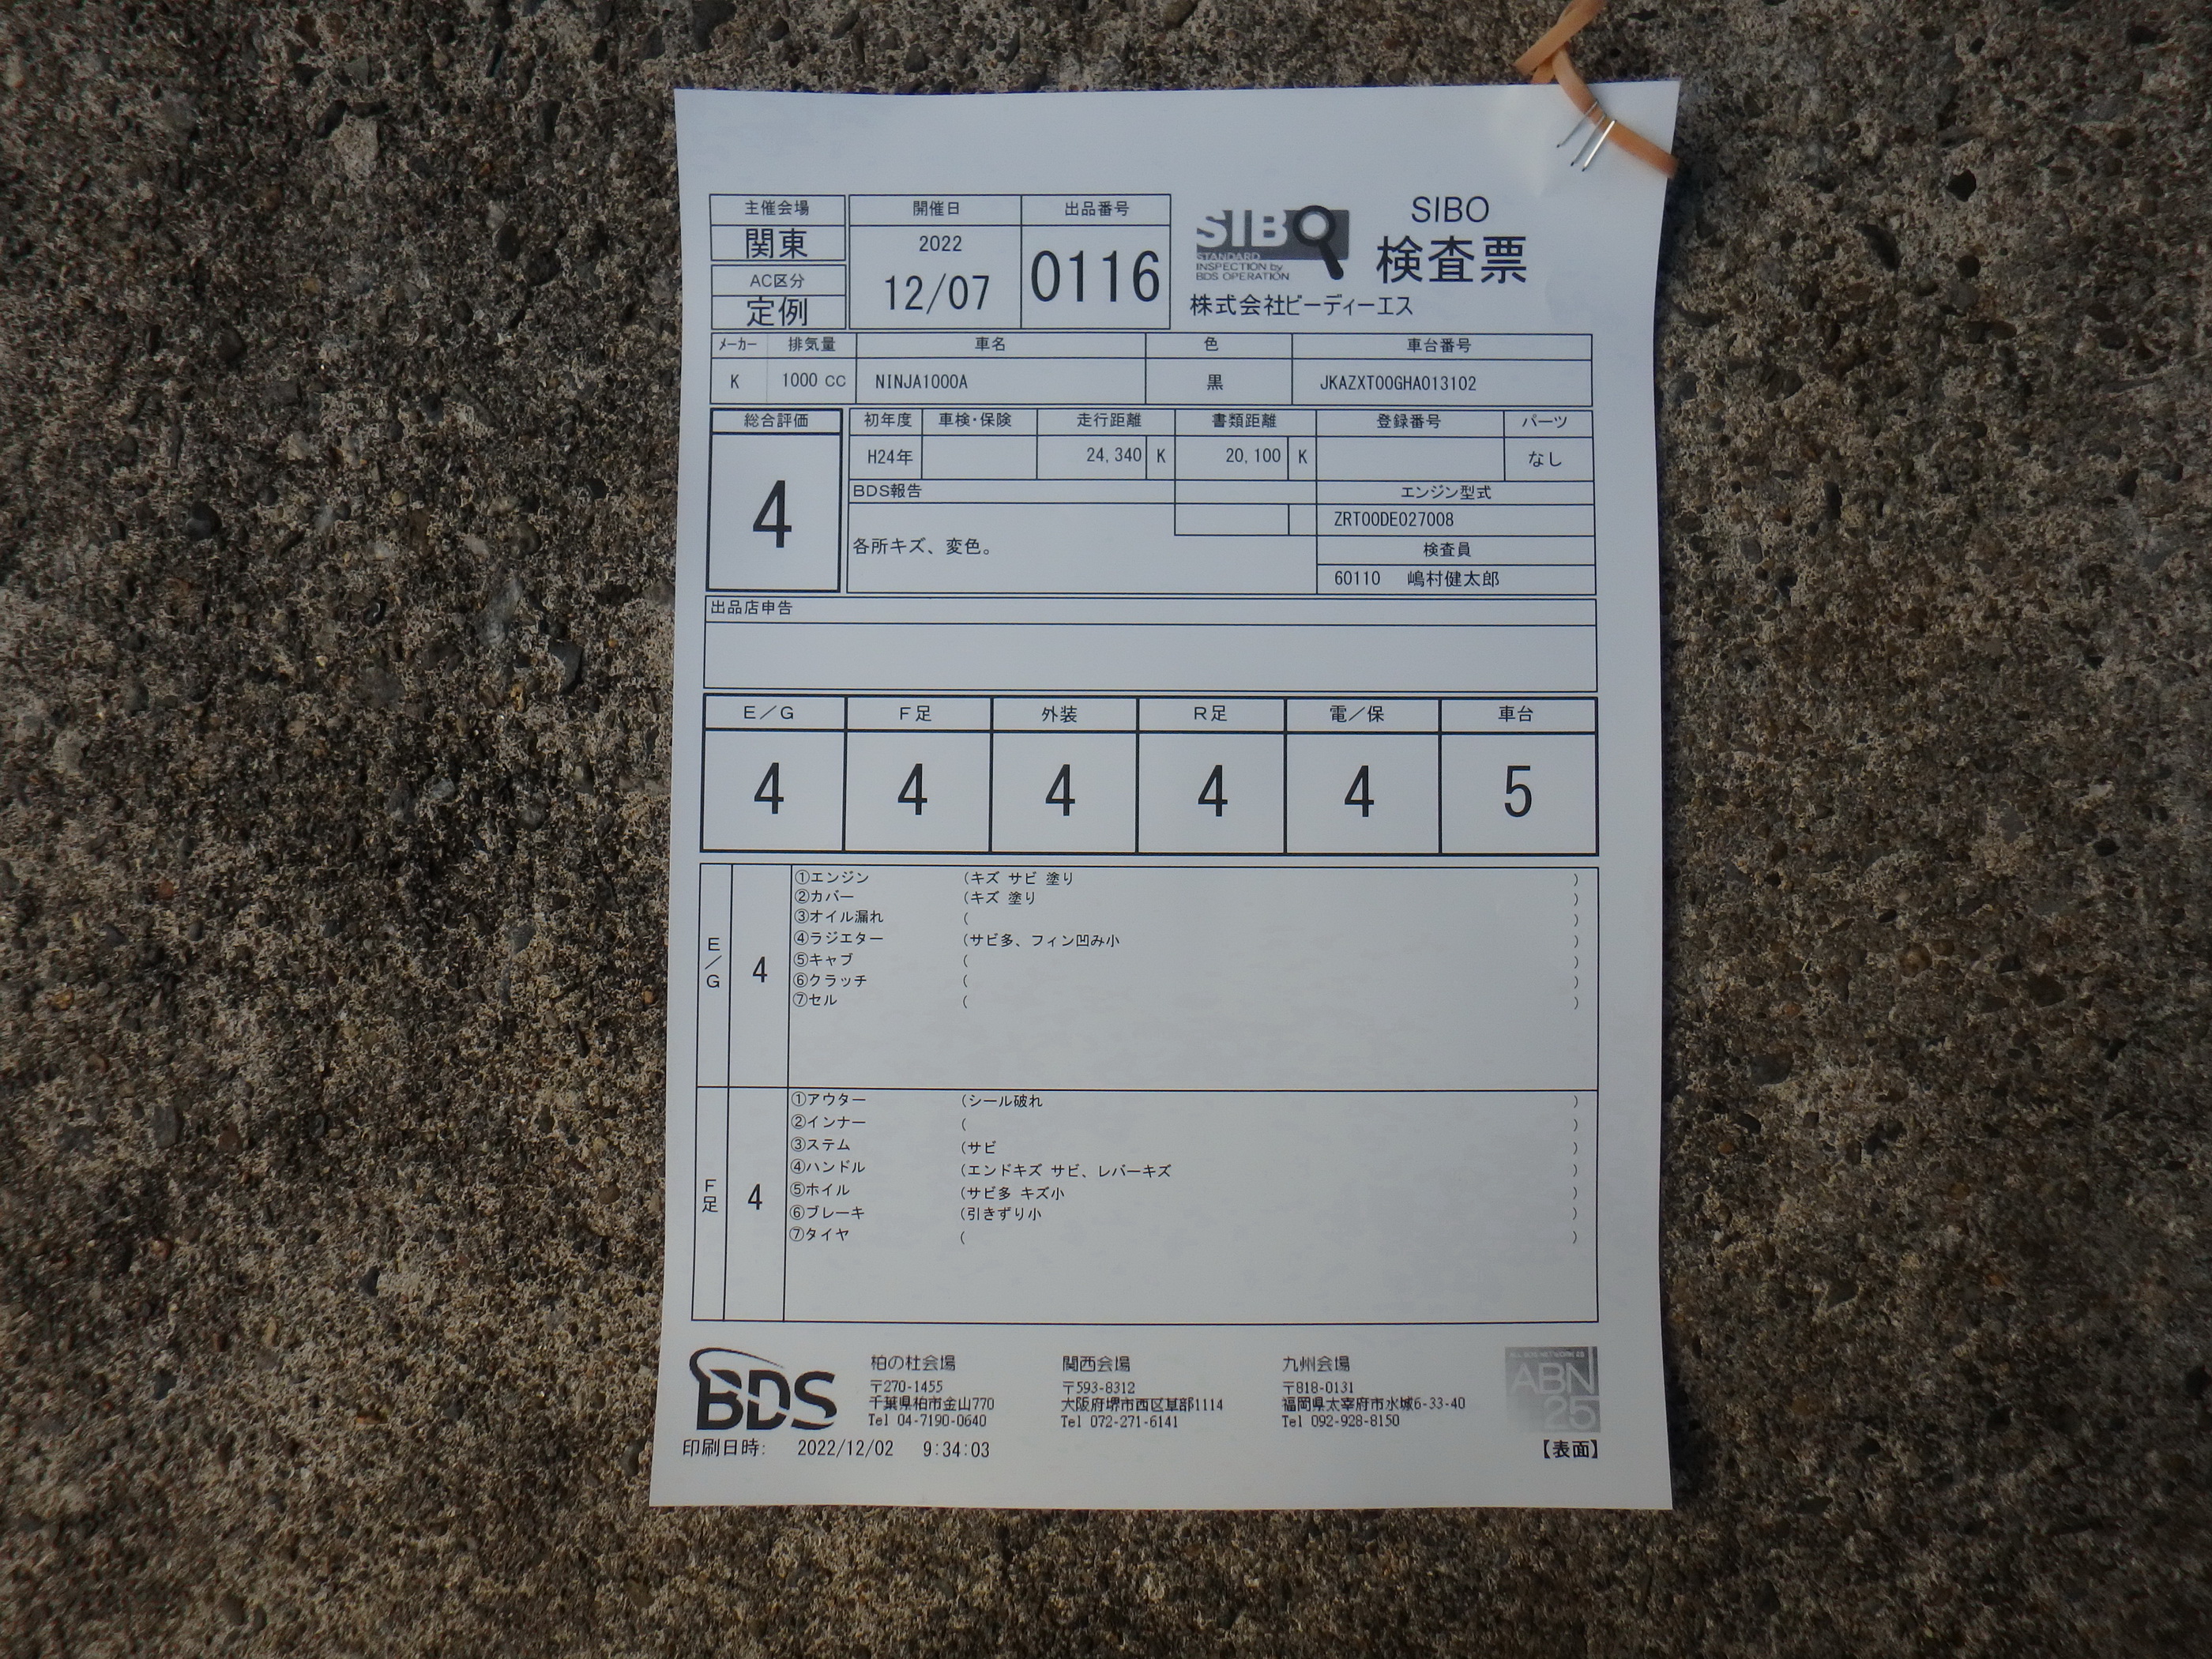 主催会場 開催日 出品番号
関東 2022 12/07 0116
AC区分
定例
SIBO
STANDARD
INSPECTION by
BDS OPERATION
SIBO
検査票
株式会社ビーディーエス
メーカー 排気量 車名 色 車台番号
K 1000 CC NINJA1000A 黒 JKAZXT00GHA013102
総合評価 初年度 車検・保険 走行距離 書類距離 登録番号 パーツ
4 H24年 24,340 K 20,100 K なし
BDS報告 エンジン型式
ZRT00DE027008
各所キズ、変色。 検査員
60110 嶋村健太郎
出品店申告
E/G F足 外装 R足 電/保 車台
4 4 4 4 4 5
E/G 4
①エンジン (キズ サビ 塗り )
②カバー (キズ 塗り )
③オイル漏れ ( )
④ラジエター (サビ多、フィン凹み小 )
⑤キャブ ( )
⑥クラッチ ( )
⑦セル ( )
F足 4
①アウター (シール破れ )
②インナー ( )
③ステム (サビ )
④ハンドル (エンドキズ サビ、レバーキズ )
⑤ホイル (サビ多 キズ小 )
⑥ブレーキ (引きずり小 )
⑦タイヤ ( )
BDS
柏の杜会場 関西会場 九州会場
〒270-1455 〒593-8312 〒818-0131
千葉県柏市金山770 大阪府堺市西区草部1114 福岡県太宰府市水城6-33-40
Tel 04-7190-0640 Tel 072-271-6141 Tel 092-928-8150
ALL BDS NETWORK 25
ABN
25
印刷日時: 2022/12/02 9:34:03 【表面】